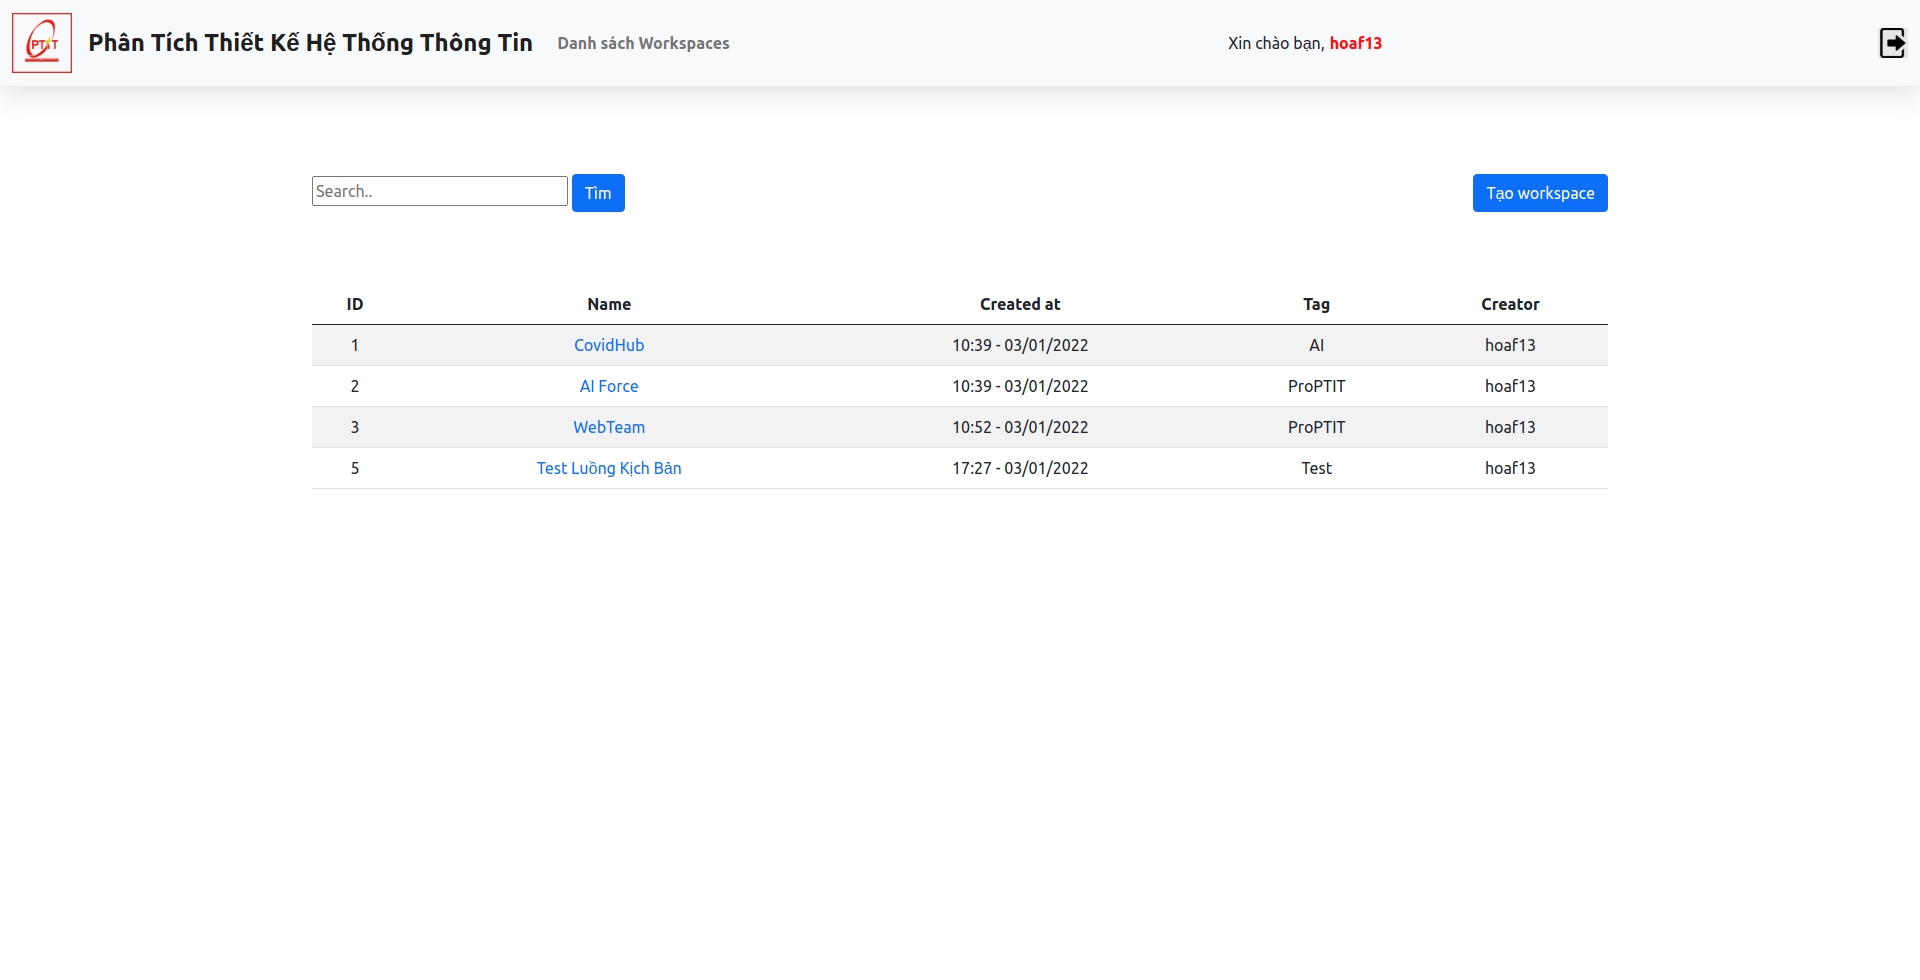 PTIT
Phân Tích Thiết Kế Hệ Thống Thông Tin Danh sách Workspaces Xin chào bạn, hoaf13
Search.. Tìm Tạo workspace
ID Name Created at Tag Creator
1 CovidHub 10:39 - 03/01/2022 AI hoaf13
2 AI Force 10:39 - 03/01/2022 ProPTIT hoaf13
3 WebTeam 10:52 - 03/01/2022 ProPTIT hoaf13
5 Test Luồng Kịch Bản 17:27 - 03/01/2022 Test hoaf13